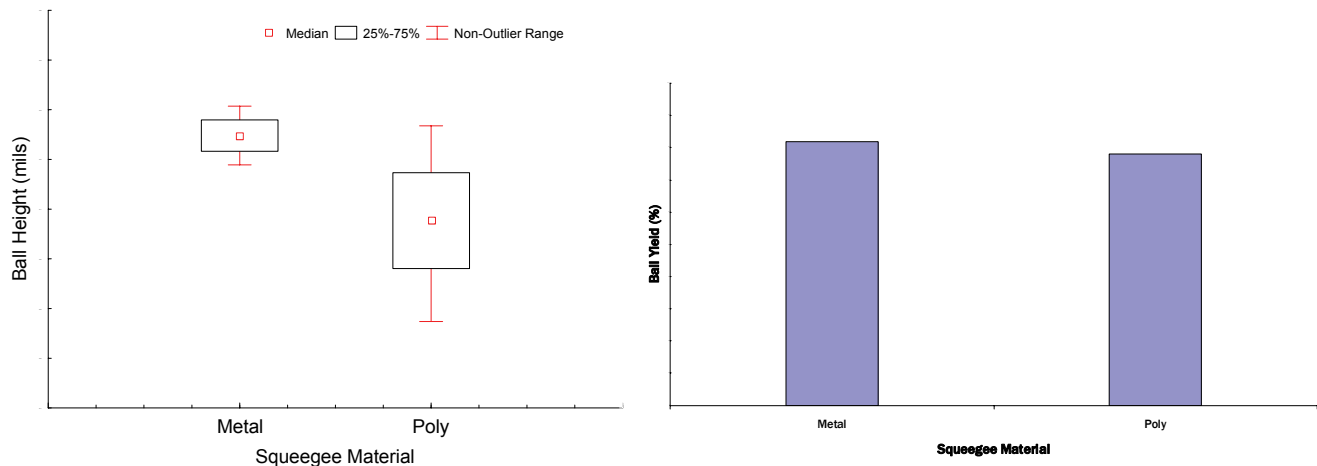 Median 25%-75% Non-Outlier Range
Ball Height (mils)
Metal Poly
Squeegee Material
Ball Yield (%)
Metal Poly
Squeegee Material